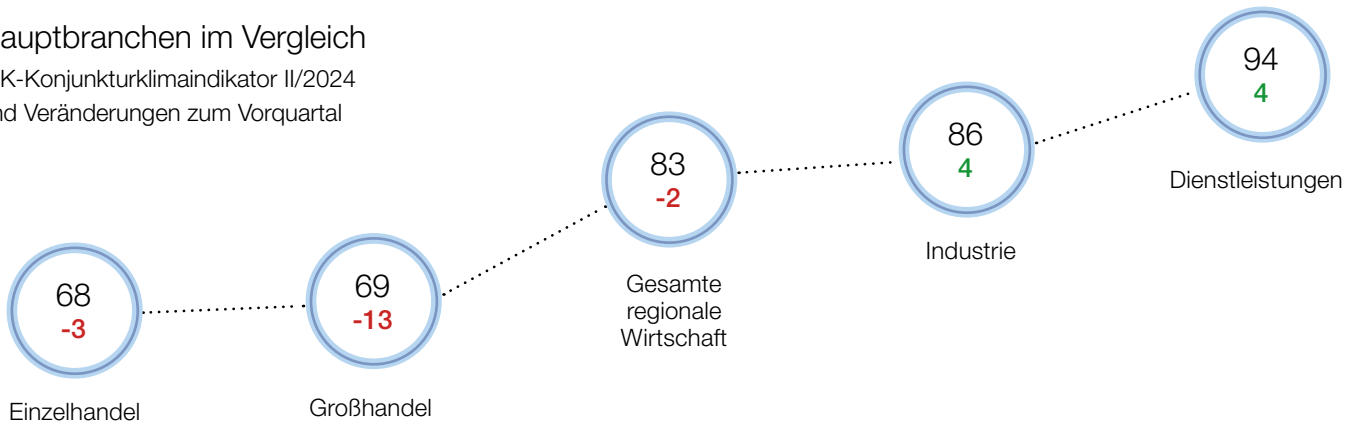 auptbranchen im Vergleich
K-Konjunkturklimaindikator II/2024
nd Veränderungen zum Vorquartal
68
-3
Einzelhandel
69
-13
Großhandel
83
-2
Gesamte
regionale
Wirtschaft
86
4
Industrie
94
4
Dienstleistungen